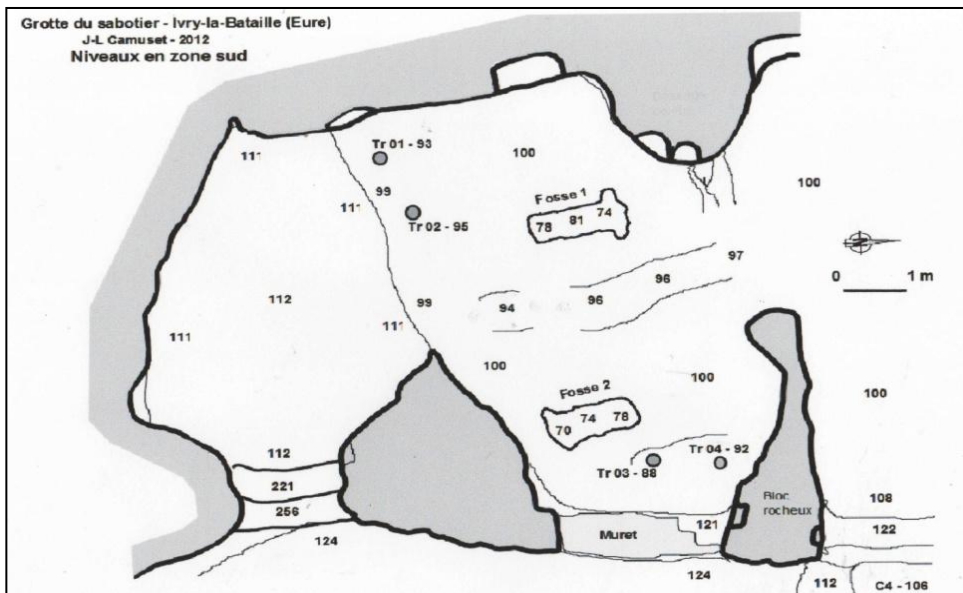 Grotte du sabotier - Ivry-la-Bataille (Eure)
J-L Camuset - 2012
Niveaux en zone sud
Tr 01 - 93
111
100
99
111
Tr 02 - 95
Fosse 1
78 81 74
100
97
96
0 1 m
112
99
94
96
111
111
100
100
100
Fosse 2
70 74 78
112
Tr 04 - 92
Tr 03 - 88
221
Bloc
rocheux
108
256
121
122
Muret
124
124
112
C4 - 106